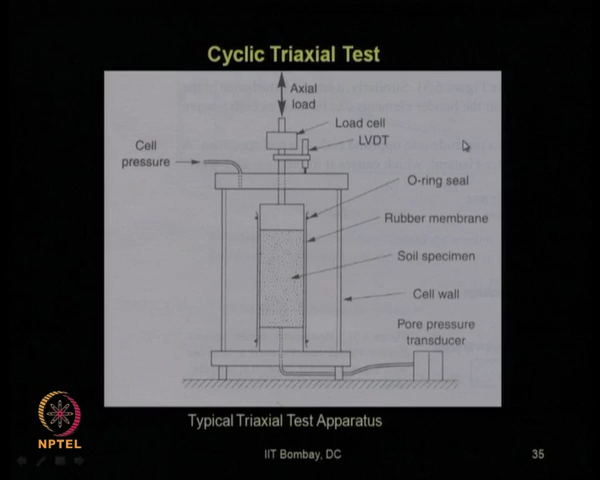 Cyclic Triaxial Test
Axial
load
Load cell
LVDT
Cell
pressure
O-ring seal
Rubber membrane
Soil specimen
Cell wall
Pore pressure
transducer
Typical Triaxial Test Apparatus
NPTEL
IIT Bombay, DC
35